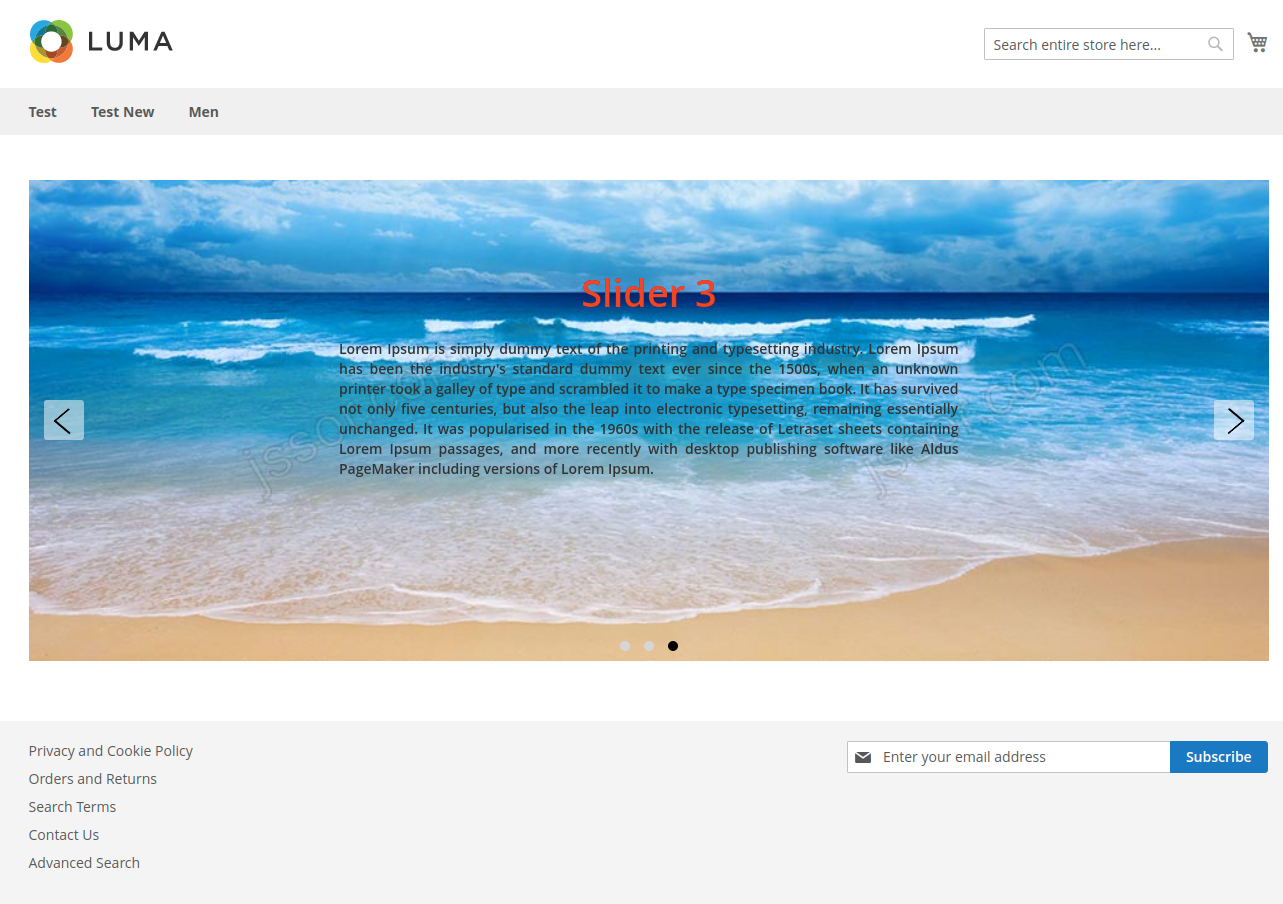 LUMA
Search entire store here...
Test
Test New
Men
Slider 3
Lorem Ipsum is simply dummy text of the printing and typesetting industry. Lorem Ipsum
has been the industry's standard dummy text ever since the 1500s, when an unknown
printer took a galley of type and scrambled it to make a type specimen book. It has survived
not only five centuries, but also the leap into electronic typesetting, remaining essentially
unchanged. It was popularised in the 1960s with the release of Letraset sheets containing
Lorem Ipsum passages, and more recently with desktop publishing software like Aldus
PageMaker including versions of Lorem Ipsum.
Privacy and Cookie Policy
Orders and Returns
Search Terms
Contact Us
Advanced Search
Enter your email address
Subscribe